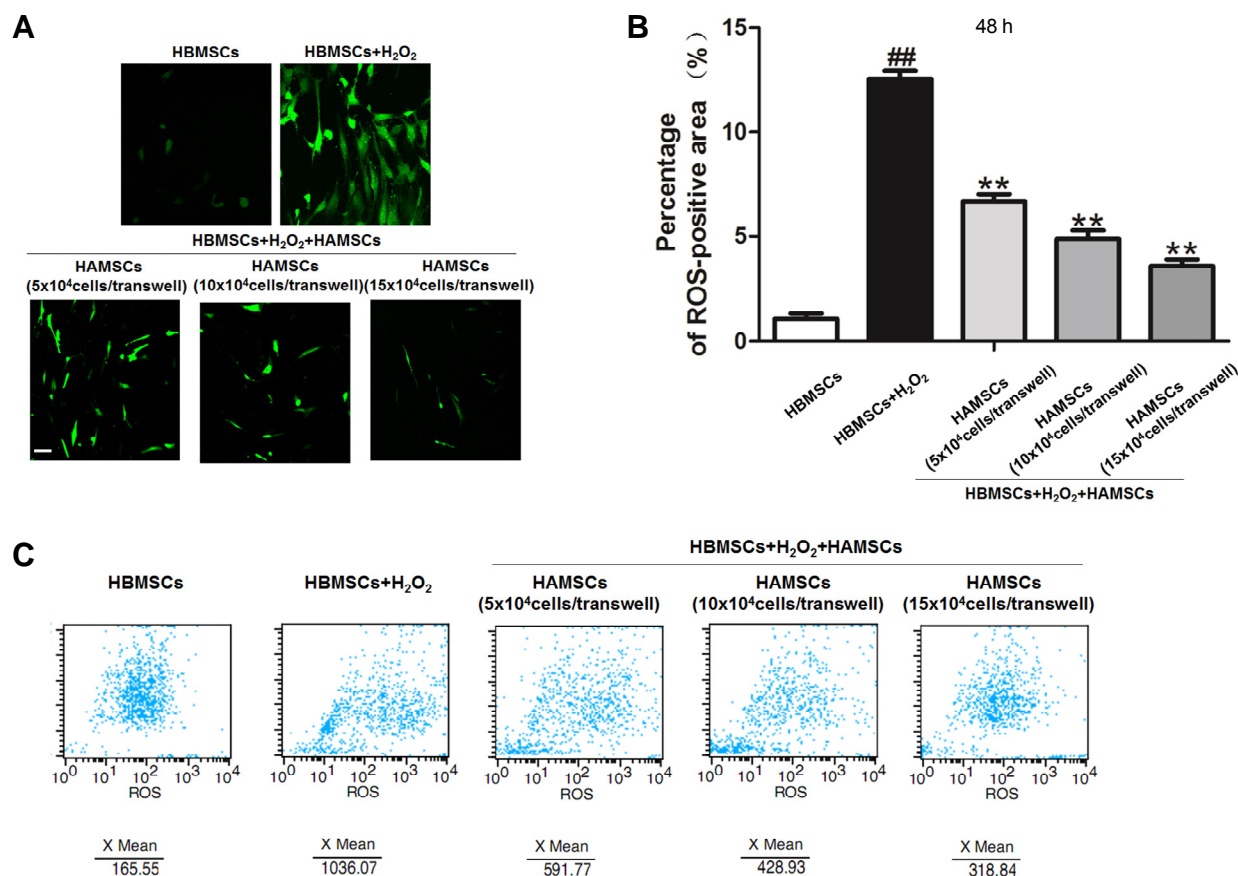 A
HBMSCs
HBMSCs+H₂O₂
HBMSCs+H₂O₂+HAMSCs
HAMSCs
(5x10⁴cells/transwell)
HAMSCs
(10x10⁴cells/transwell)
HAMSCs
(15x10⁴cells/transwell)
B
48 h
Percentage
of ROS-positive area (%)
15
10
5
0
##
**
**
**
HBMSCs
HBMSCs+H₂O₂
HAMSCs
(5x10⁴cells/transwell)
HAMSCs
(10x10⁴cells/transwell)
HAMSCs
(15x10⁴cells/transwell)
HBMSCs+H₂O₂+HAMSCs
C
HBMSCs+H₂O₂+HAMSCs
HBMSCs
HBMSCs+H₂O₂
HAMSCs
(5x10⁴cells/transwell)
HAMSCs
(10x10⁴cells/transwell)
HAMSCs
(15x10⁴cells/transwell)
10⁰ 10¹ 10² 10³ 10⁴
ROS
10⁰ 10¹ 10² 10³ 10⁴
ROS
10⁰ 10¹ 10² 10³ 10⁴
ROS
10⁰ 10¹ 10² 10³ 10⁴
ROS
10⁰ 10¹ 10² 10³ 10⁴
ROS
X Mean
165.55
X Mean
1036.07
X Mean
591.77
X Mean
428.93
X Mean
318.84